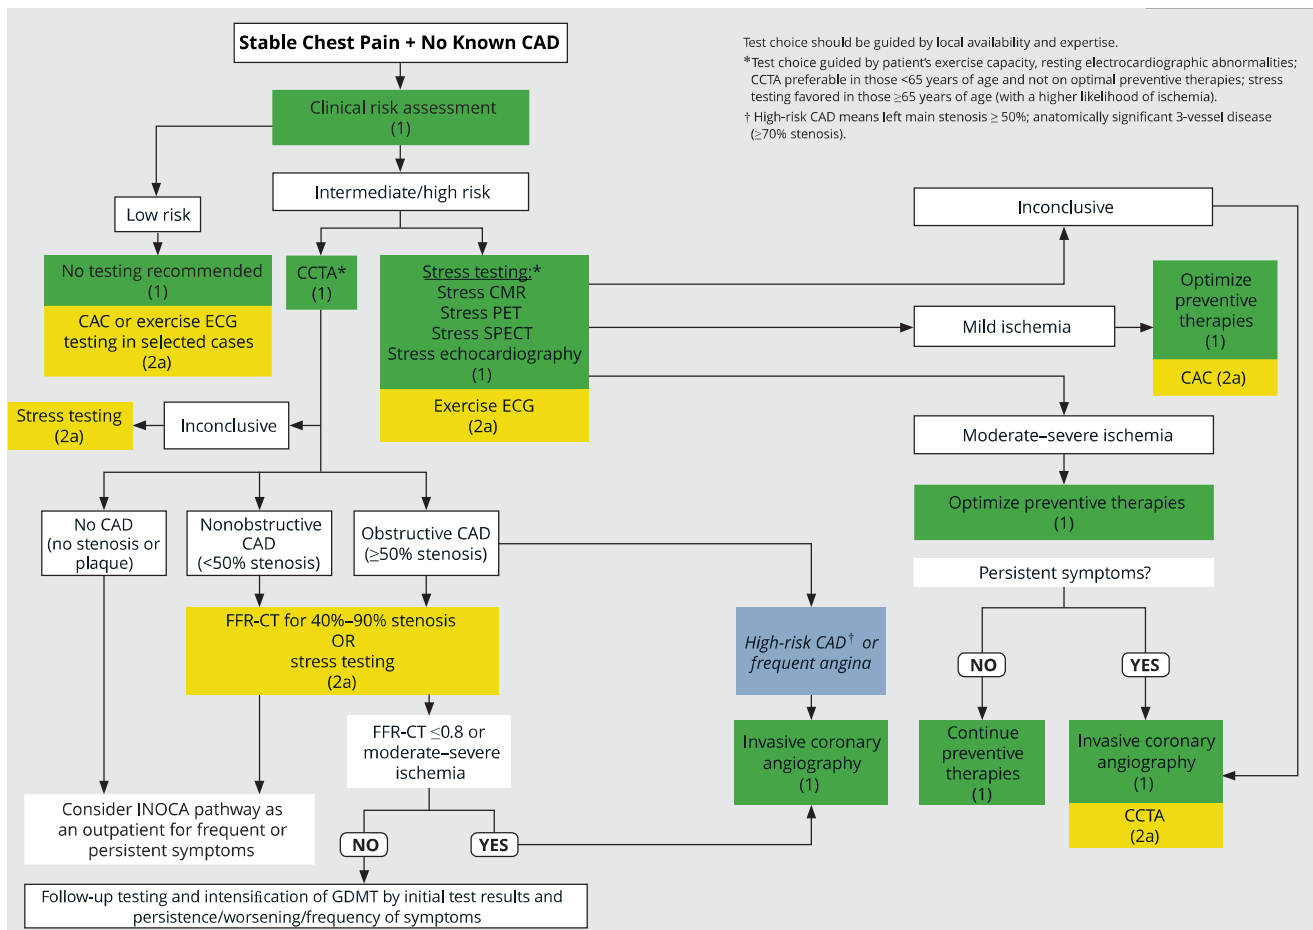 Stable Chest Pain + No Known CAD
Test choice should be guided by local availability and expertise.
*Test choice guided by patient's exercise capacity, resting electrocardiographic abnormalities;
CCTA preferable in those <65 years of age and not on optimal preventive therapies; stress
testing favored in those ≥65 years of age (with a higher likelihood of ischemia).
† High-risk CAD means left main stenosis ≥ 50%; anatomically significant 3-vessel disease
(≥70% stenosis).
Clinical risk assessment
(1)
Intermediate/high risk
Low risk
No testing recommended
(1)
CAC or exercise ECG
testing in selected cases
(2a)
CCTA*
(1)
Stress testing:*
Stress CMR
Stress PET
Stress SPECT
Stress echocardiography
(1)
Exercise ECG
(2a)
Inconclusive
Mild ischemia
Optimize
preventive
therapies
(1)
CAC (2a)
Moderate–severe ischemia
Optimize preventive therapies
(1)
Persistent symptoms?
NO
YES
Continue
preventive
therapies
(1)
Invasive coronary
angiography
(1)
CCTA
(2a)
Stress testing
(2a)
Inconclusive
No CAD
(no stenosis or
plaque)
Nonobstructive
CAD
(<50% stenosis)
Obstructive CAD
(≥50% stenosis)
FFR-CT for 40%–90% stenosis
OR
stress testing
(2a)
High-risk CAD† or
frequent angina
Invasive coronary
angiography
(1)
FFR-CT ≤0.8 or
moderate–severe
ischemia
Consider INOCA pathway as
an outpatient for frequent or
persistent symptoms
NO
YES
Follow-up testing and intensification of GDMT by initial test results and
persistence/worsening/frequency of symptoms